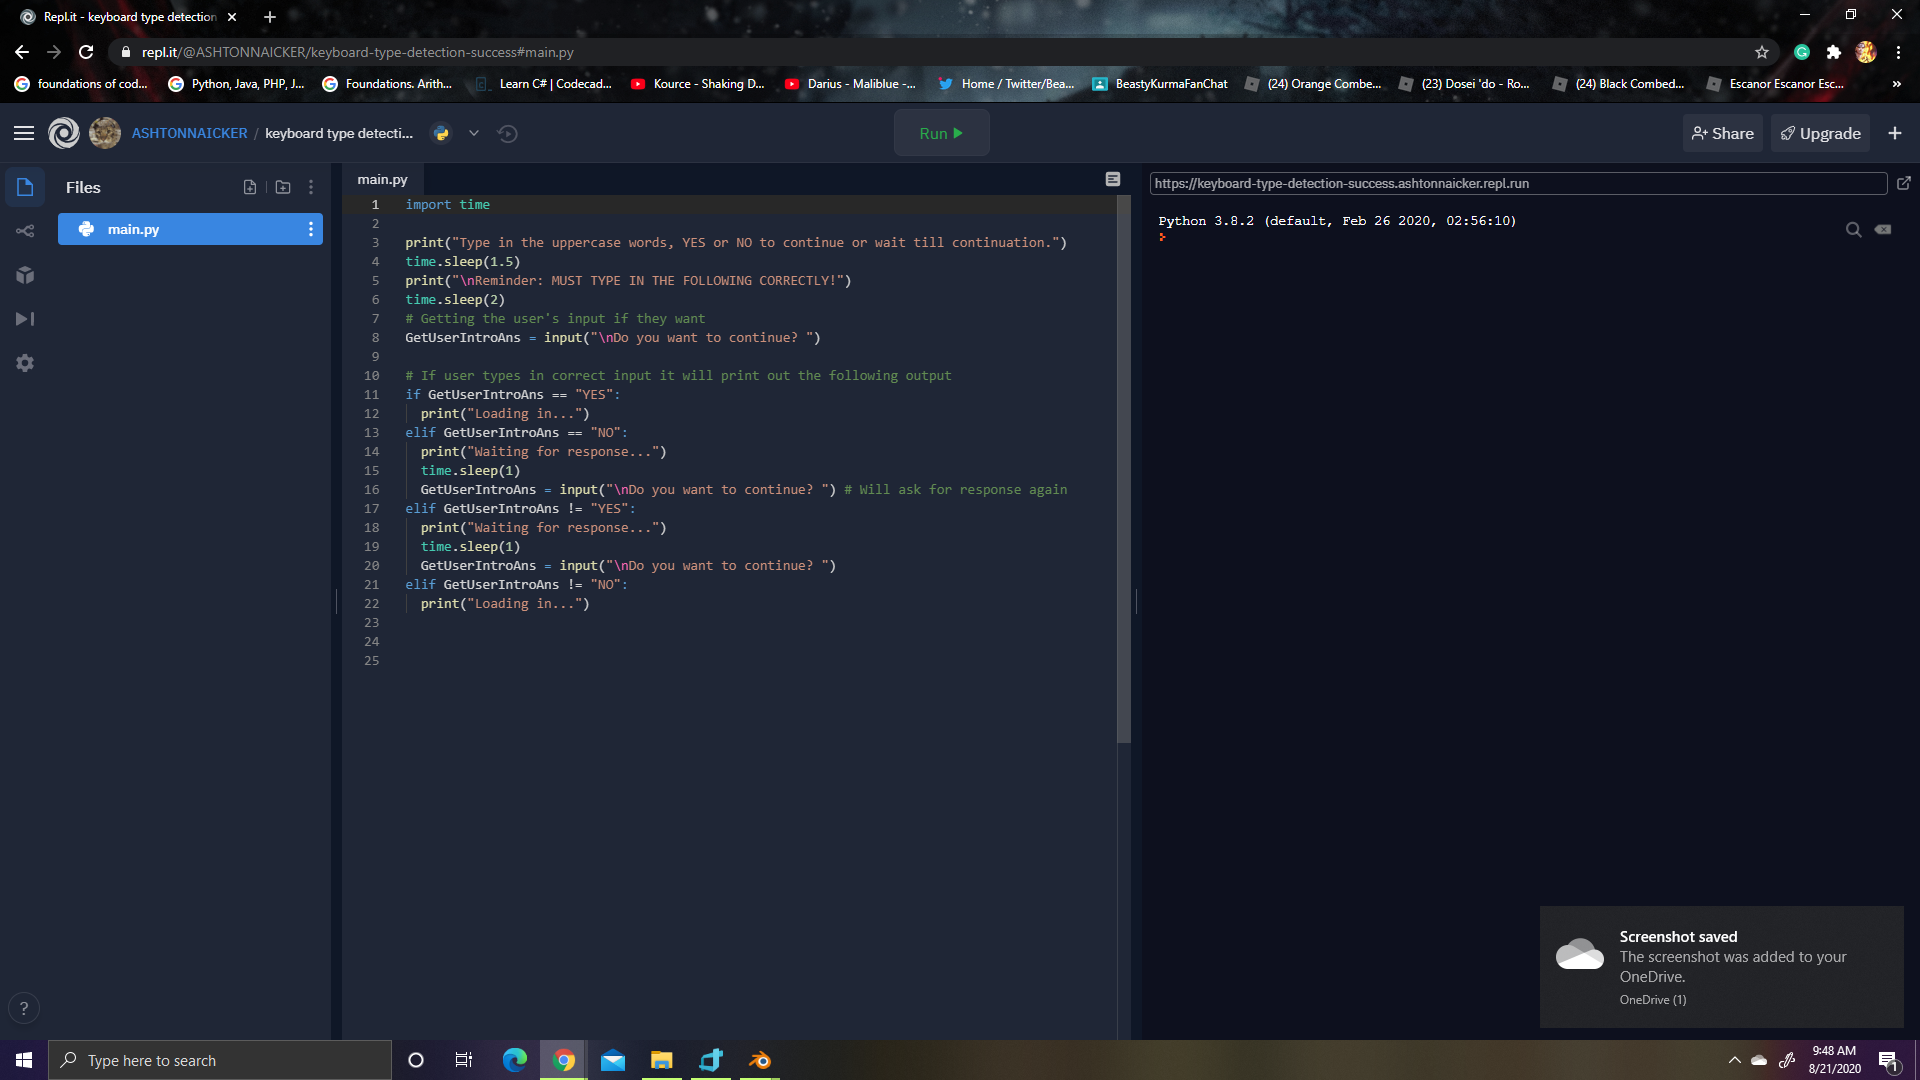 Repl.it - keyboard type detection
repl.it/@ASHTONNAICKER/keyboard-type-detection-success#main.py
foundations of cod... Python, Java, PHP, J... Foundations. Arith... Learn C# | Codecad... Kource - Shaking D... Darius - Maliblue -... Home / Twitter/Bea... BeastyKurmaFanChat (24) Orange Combe... (23) Dosei 'do - Ro... (24) Black Combed... Escanor Escanor Esc... »
ASHTONNAICKER / keyboard type detecti... Run Share Upgrade
Files
main.py
main.py
1 import time
2
3 print("Type in the uppercase words, YES or NO to continue or wait till continuation.")
4 time.sleep(1.5)
5 print("\nReminder: MUST TYPE IN THE FOLLOWING CORRECTLY!")
6 time.sleep(2)
7 # Getting the user's input if they want
8 GetUserIntroAns = input("\nDo you want to continue? ")
9
10 # If user types in correct input it will print out the following output
11 if GetUserIntroAns == "YES":
12 print("Loading in...")
13 elif GetUserIntroAns == "NO":
14 print("Waiting for response...")
15 time.sleep(1)
16 GetUserIntroAns = input("\nDo you want to continue? ") # Will ask for response again
17 elif GetUserIntroAns != "YES":
18 print("Waiting for response...")
19 time.sleep(1)
20 GetUserIntroAns = input("\nDo you want to continue? ")
21 elif GetUserIntroAns != "NO":
22 print("Loading in...")
23
24
25
https://keyboard-type-detection-success.ashtonnaicker.repl.run
Python 3.8.2 (default, Feb 26 2020, 02:56:10)
Screenshot saved
The screenshot was added to your
OneDrive.
OneDrive (1)
?
Type here to search
9:48 AM
8/21/2020
1